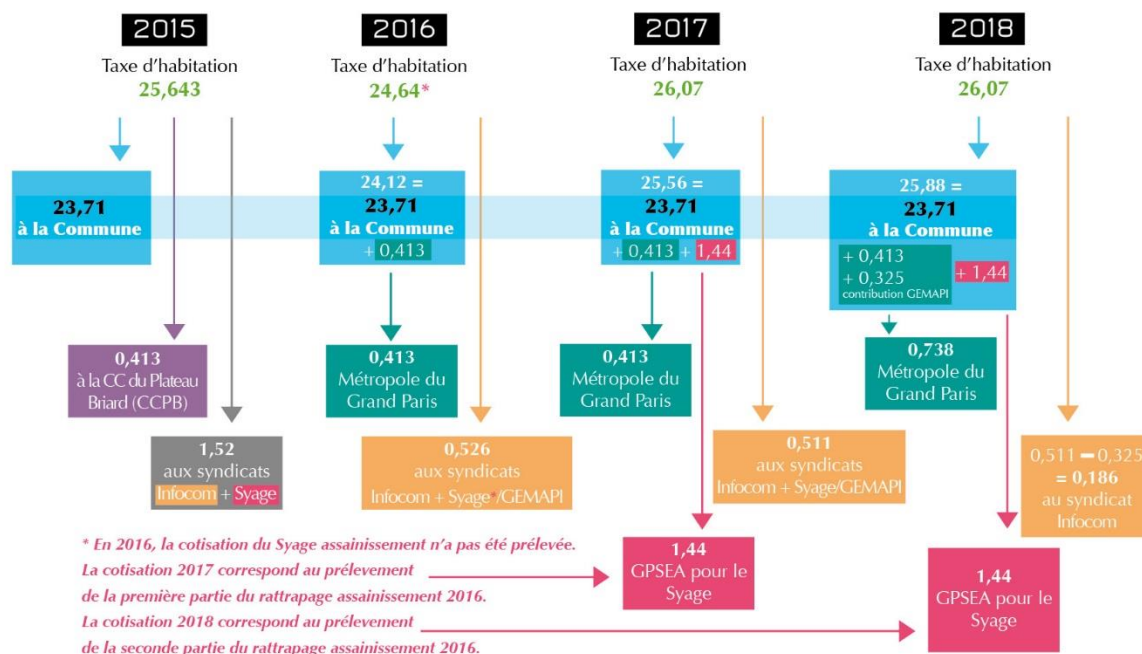 2015
Taxe d'habitation
25,643
2016
Taxe d'habitation
24,64*
2017
Taxe d'habitation
26,07
2018
Taxe d'habitation
26,07
23,71
à la Commune
24,12 =
23,71
à la Commune
+ 0,413
25,56 =
23,71
à la Commune
+ 0,413 + 1,44
25,88 =
23,71
à la Commune
+ 0,413
+ 0,325
contribution GEMAPI
+ 1,44
0,413
à la CC du Plateau
Briard (CCPB)
0,413
Métropole du
Grand Paris
0,413
Métropole du
Grand Paris
0,738
Métropole du
Grand Paris
1,52
aux syndicats
Infocom + Syage
0,526
aux syndicats
Infocom + Syage*/GEMAPI
0,511
aux syndicats
Infocom + Syage/GEMAPI
0,511 – 0,325
= 0,186
au syndicat
Infocom
* En 2016, la cotisation du Syage assainissement n'a pas été prélevée.
La cotisation 2017 correspond au prélevement
de la première partie du rattrapage assainissement 2016.
La cotisation 2018 correspond au prélevement
de la seconde partie du rattrapage assainissement 2016.
1,44
GPSEA pour le
Syage
1,44
GPSEA pour le
Syage